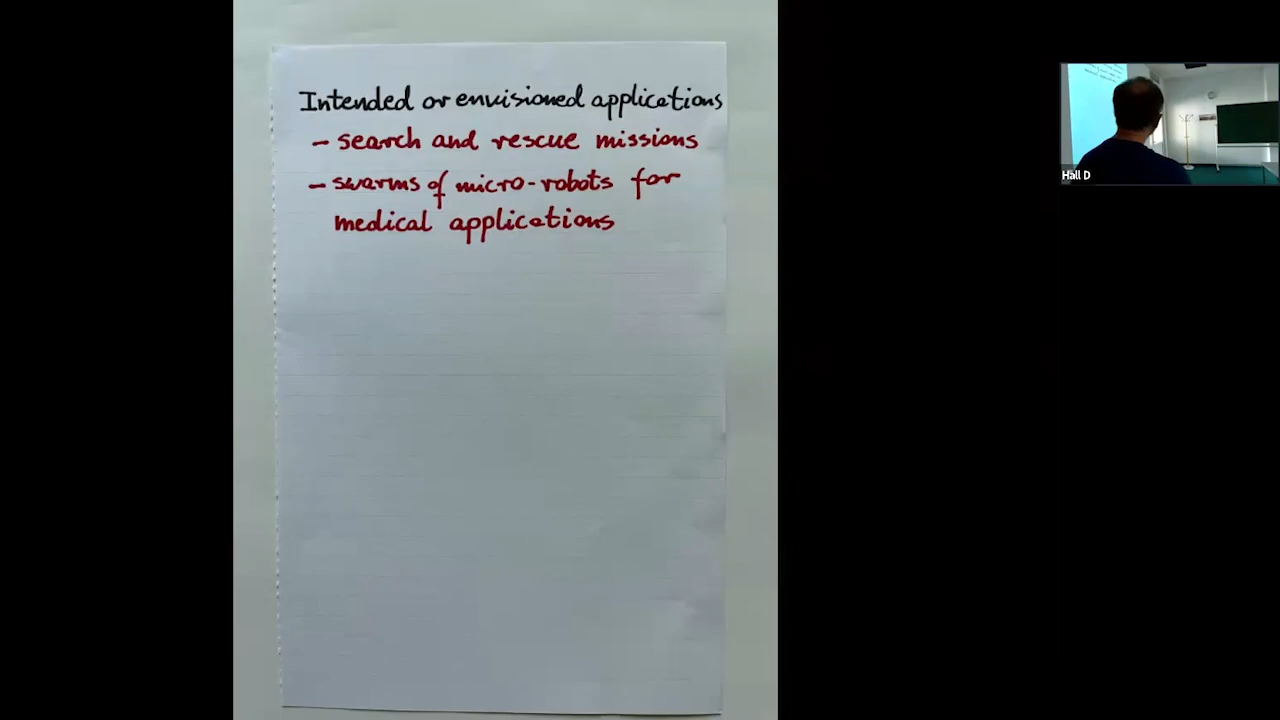 Intended or envisioned applications
- search and rescue missions
- swarms of micro-robots for
medical applications
Hall D